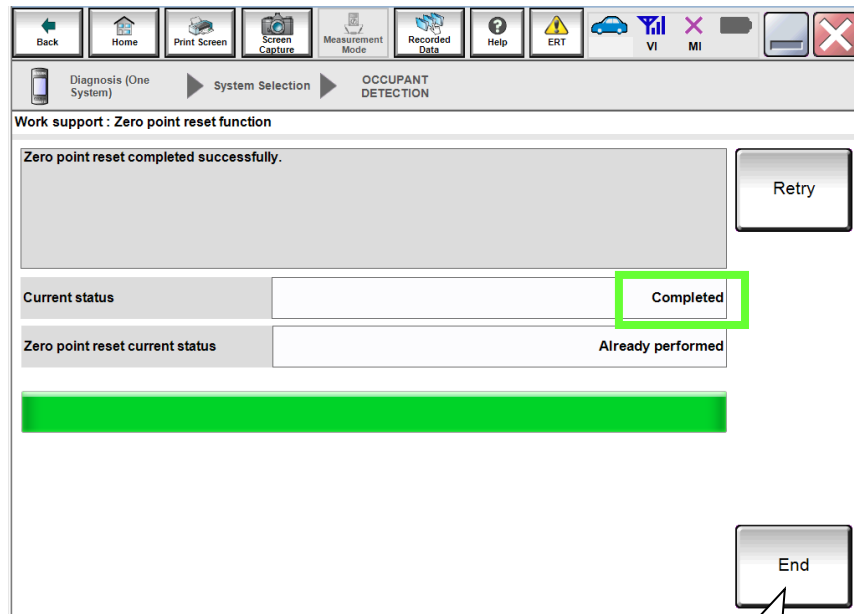 Back
Home
Print Screen
Screen
Capture
Measurement
Mode
Recorded
Data
Help
ERT
VI
MI
Diagnosis (One
System)
System Selection
OCCUPANT
DETECTION
Work support : Zero point reset function
Zero point reset completed successfully.
Retry
Current status
Completed
Zero point reset current status
Already performed
End